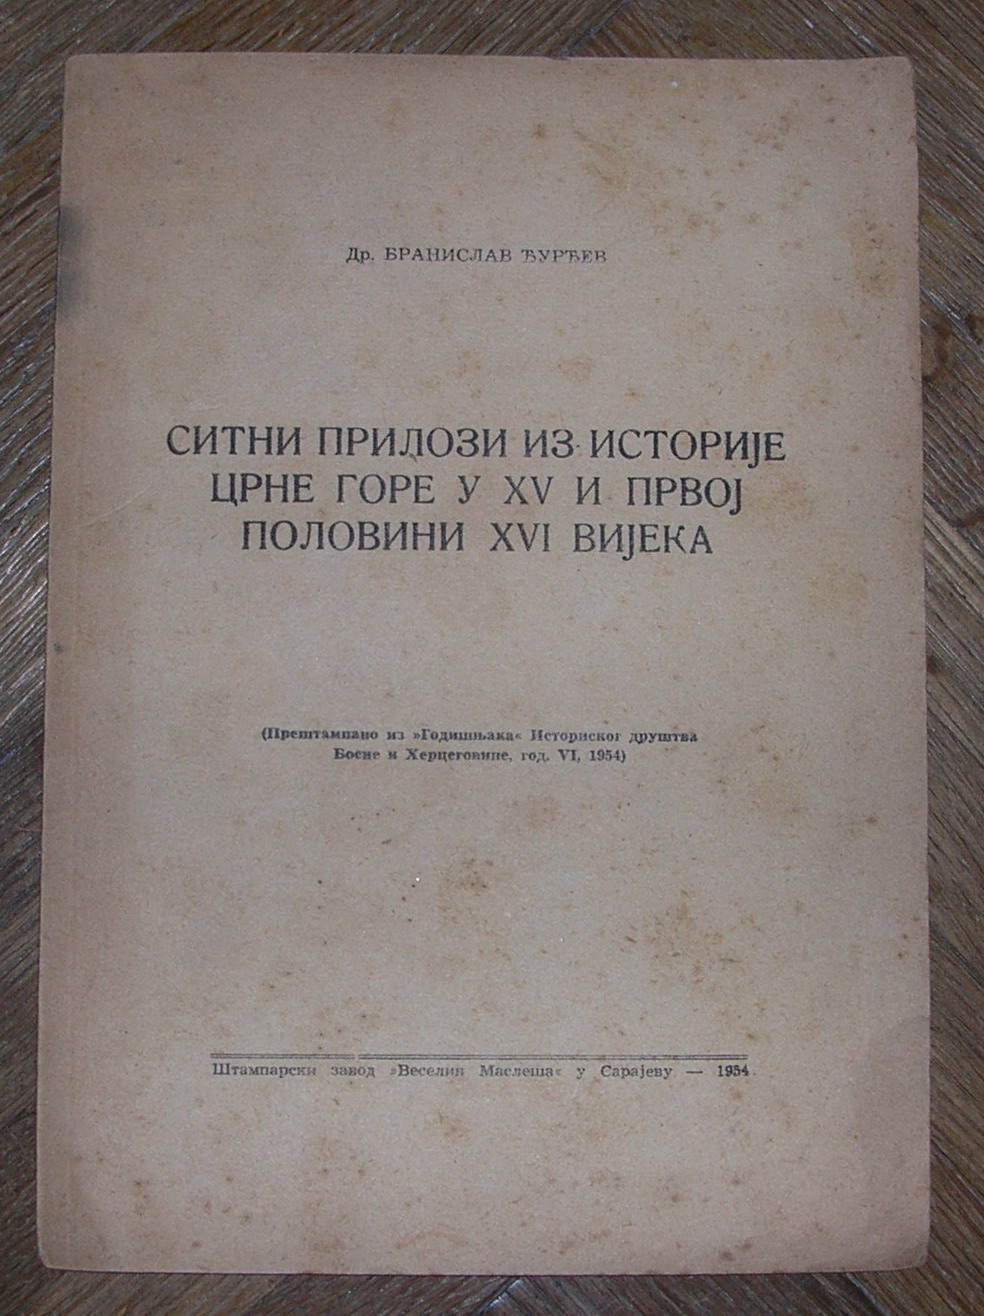 Др. БРАНИСЛАВ ЂУРЂЕВ
СИТНИ ПРИЛОЗИ ИЗ ИСТОРИЈЕ
ЦРНЕ ГОРЕ У XV И ПРВОЈ
ПОЛОВИНИ XVI ВИЈЕКА
(Прештампано из »Годишњака« Историског друштва
Босне и Херцеговине, год. VI, 1954)
Штампарски завод »Веселин Маслеша« у Сарајеву — 1954.